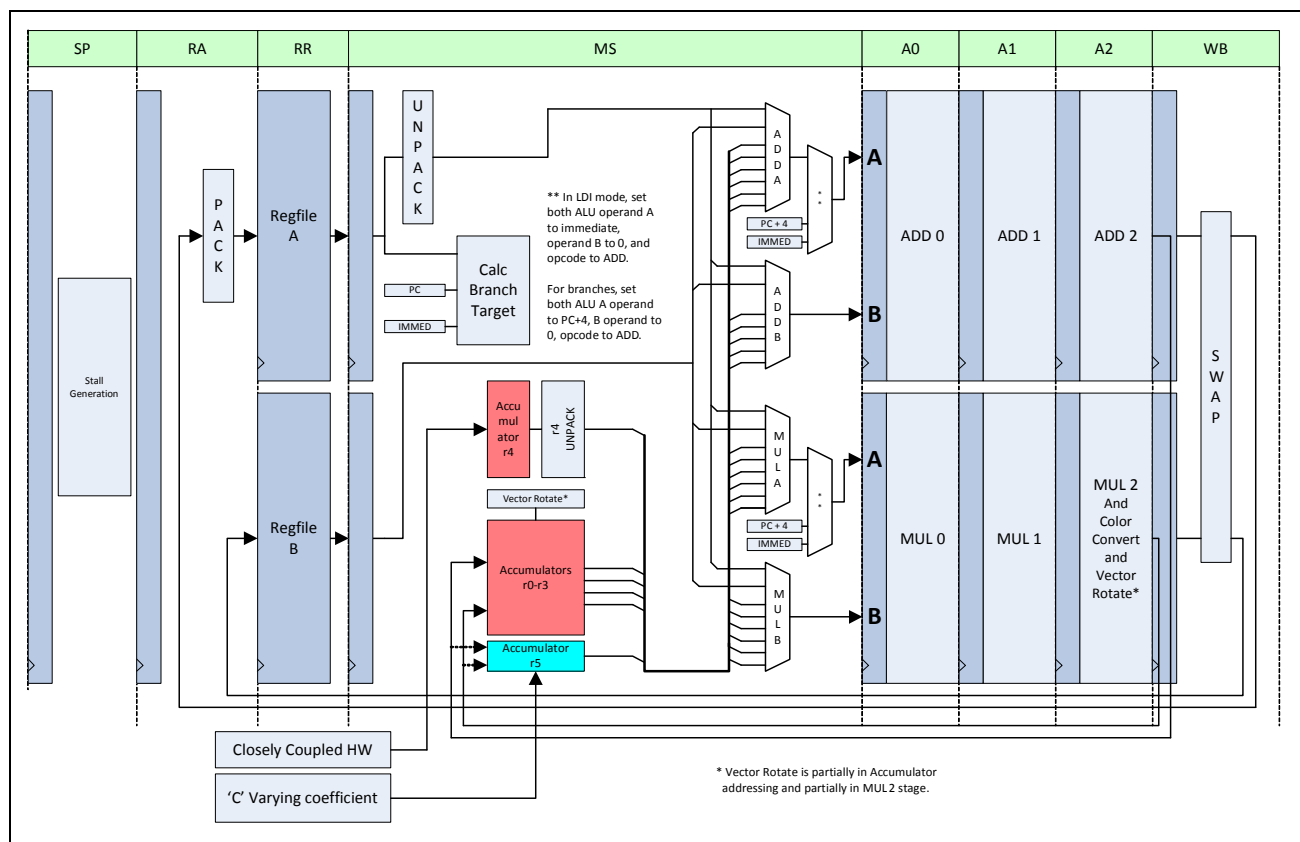 SP
RA
RR
MS
A0
A1
A2
WB
Stall
Generation
P
A
C
K
Regfile
A
Regfile
B
U
N
P
A
C
K
Calc
Branch
Target
PC
IMMED
** In LDI mode, set
both ALU operand A
to immediate,
operand B to 0, and
opcode to ADD.
For branches, set
both ALU A operand
to PC+4, B operand to
0, opcode to ADD.
Accu
mul
ator
r4
r4
UNPACK
Vector Rotate*
Accumulators
r0-r3
Accumulator
r5
A
D
D
A
PC + 4
IMMED
A
D
D
B
M
U
L
A
PC + 4
IMMED
M
U
L
B
A
B
A
B
ADD 0
ADD 1
ADD 2
MUL 0
MUL 1
MUL 2
And
Color
Convert
and
Vector
Rotate*
S
W
A
P
Closely Coupled HW
‘C’ Varying coefficient
* Vector Rotate is partially in Accumulator
addressing and partially in MUL2 stage.